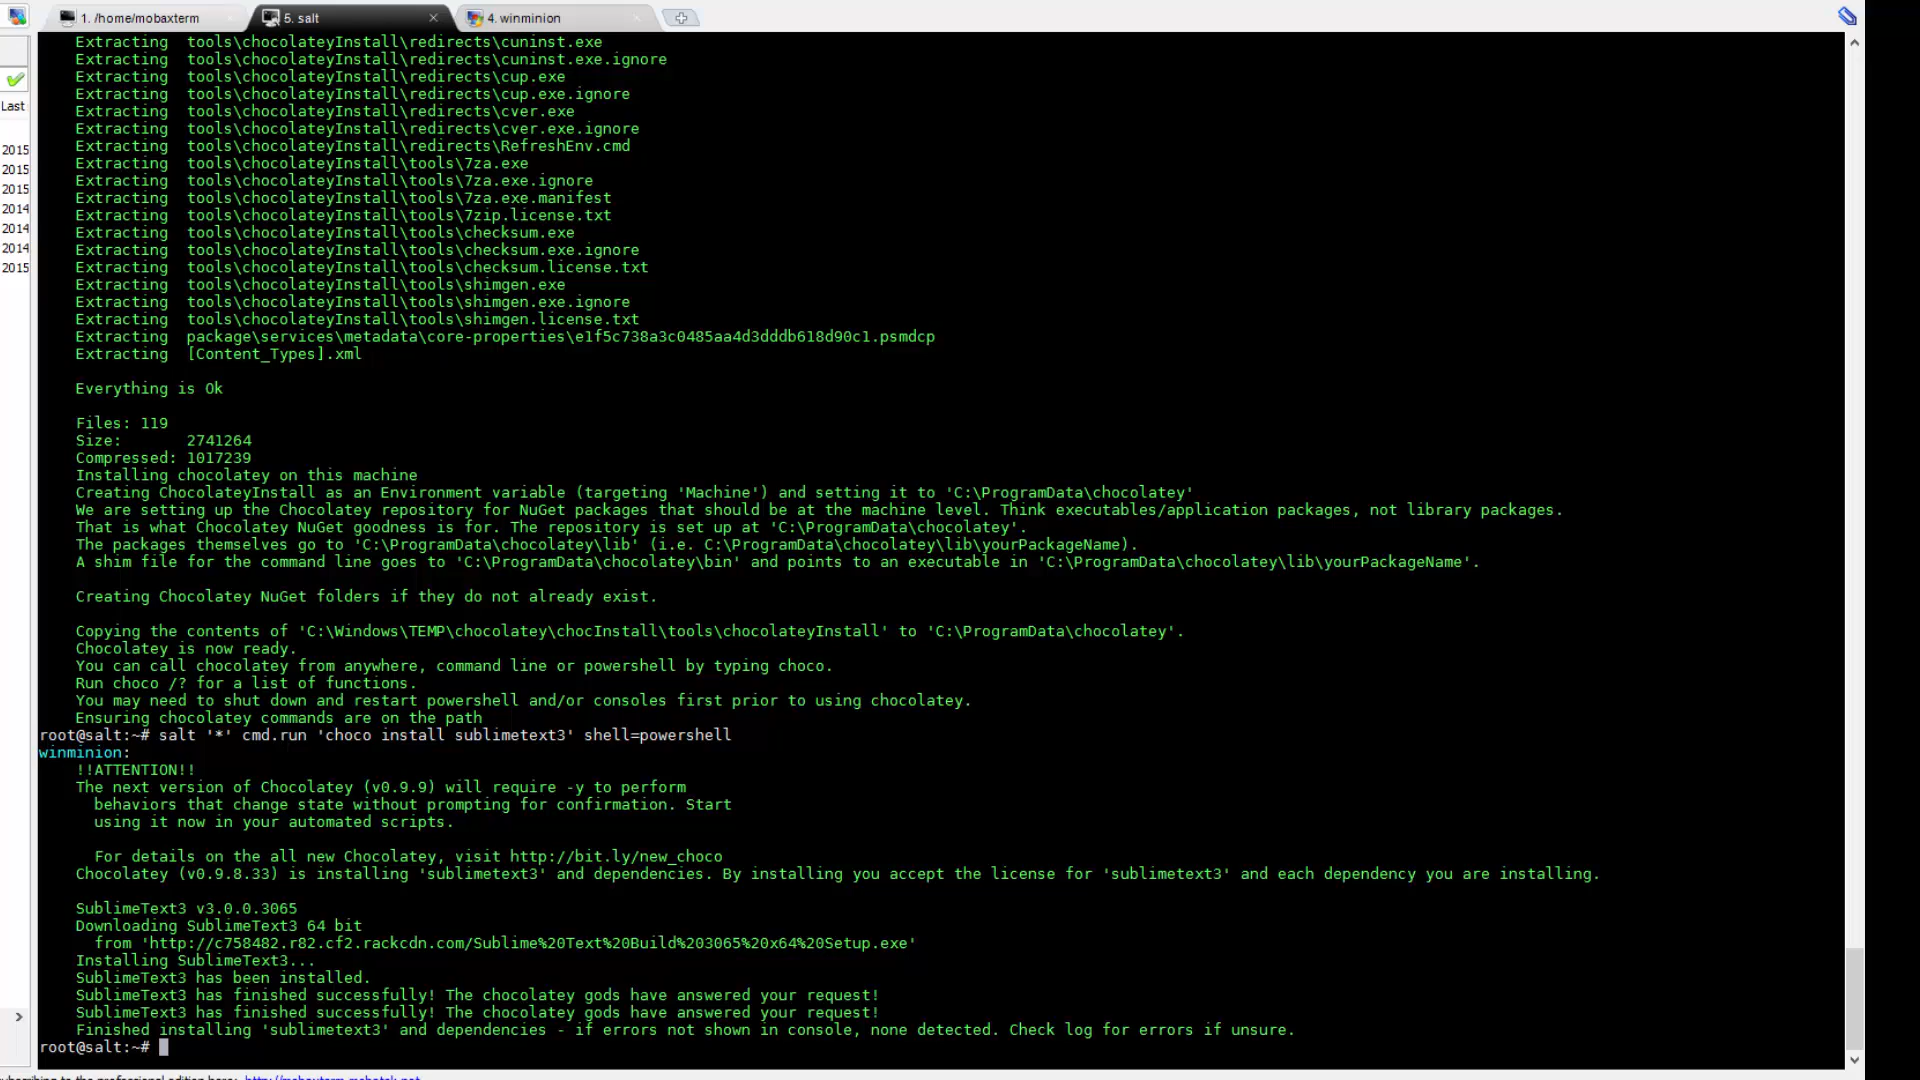 1. /home/mobaxterm
5. salt
4. winminion
Last
2015
2015
2015
2014
2014
2014
2015
Extracting  tools\chocolateyInstall\redirects\cuninst.exe
Extracting  tools\chocolateyInstall\redirects\cuninst.exe.ignore
Extracting  tools\chocolateyInstall\redirects\cup.exe
Extracting  tools\chocolateyInstall\redirects\cup.exe.ignore
Extracting  tools\chocolateyInstall\redirects\cver.exe
Extracting  tools\chocolateyInstall\redirects\cver.exe.ignore
Extracting  tools\chocolateyInstall\redirects\RefreshEnv.cmd
Extracting  tools\chocolateyInstall\tools\7za.exe
Extracting  tools\chocolateyInstall\tools\7za.exe.ignore
Extracting  tools\chocolateyInstall\tools\7za.exe.manifest
Extracting  tools\chocolateyInstall\tools\7zip.license.txt
Extracting  tools\chocolateyInstall\tools\checksum.exe
Extracting  tools\chocolateyInstall\tools\checksum.exe.ignore
Extracting  tools\chocolateyInstall\tools\checksum.license.txt
Extracting  tools\chocolateyInstall\tools\shimgen.exe
Extracting  tools\chocolateyInstall\tools\shimgen.exe.ignore
Extracting  tools\chocolateyInstall\tools\shimgen.license.txt
Extracting  package\services\metadata\core-properties\e1f5c738a3c0485aa4d3dddb618d90c1.psmdcp
Extracting  [Content_Types].xml
Everything is Ok
Files: 119
Size:       2741264
Compressed: 1017239
Installing chocolatey on this machine
Creating ChocolateyInstall as an Environment variable (targeting 'Machine') and setting it to 'C:\ProgramData\chocolatey'
We are setting up the Chocolatey repository for NuGet packages that should be at the machine level. Think executables/application packages, not library packages.
That is what Chocolatey NuGet goodness is for. The repository is set up at 'C:\ProgramData\chocolatey'.
The packages themselves go to 'C:\ProgramData\chocolatey\lib' (i.e. C:\ProgramData\chocolatey\lib\yourPackageName).
A shim file for the command line goes to 'C:\ProgramData\chocolatey\bin' and points to an executable in 'C:\ProgramData\chocolatey\lib\yourPackageName'.
Creating Chocolatey NuGet folders if they do not already exist.
Copying the contents of 'C:\Windows\TEMP\chocolatey\chocInstall\tools\chocolateyInstall' to 'C:\ProgramData\chocolatey'.
Chocolatey is now ready.
You can call chocolatey from anywhere, command line or powershell by typing choco.
Run choco /? for a list of functions.
You may need to shut down and restart powershell and/or consoles first prior to using chocolatey.
Ensuring chocolatey commands are on the path
root@salt:~# salt '*' cmd.run 'choco install sublimetext3' shell=powershell
winminion:
!!ATTENTION!!
The next version of Chocolatey (v0.9.9) will require -y to perform
behaviors that change state without prompting for confirmation. Start
using it now in your automated scripts.
For details on the all new Chocolatey, visit http://bit.ly/new_choco
Chocolatey (v0.9.8.33) is installing 'sublimetext3' and dependencies. By installing you accept the license for 'sublimetext3' and each dependency you are installing.
SublimeText3 v3.0.0.3065
Downloading SublimeText3 64 bit
from 'http://c758482.r82.cf2.rackcdn.com/Sublime%20Text%20Build%203065%20x64%20Setup.exe'
Installing SublimeText3...
SublimeText3 has been installed.
SublimeText3 has finished successfully! The chocolatey gods have answered your request!
SublimeText3 has finished successfully! The chocolatey gods have answered your request!
Finished installing 'sublimetext3' and dependencies - if errors not shown in console, none detected. Check log for errors if unsure.
root@salt:~#
subscribing to the professional edition here:  http://mobaxterm.mobatek.net